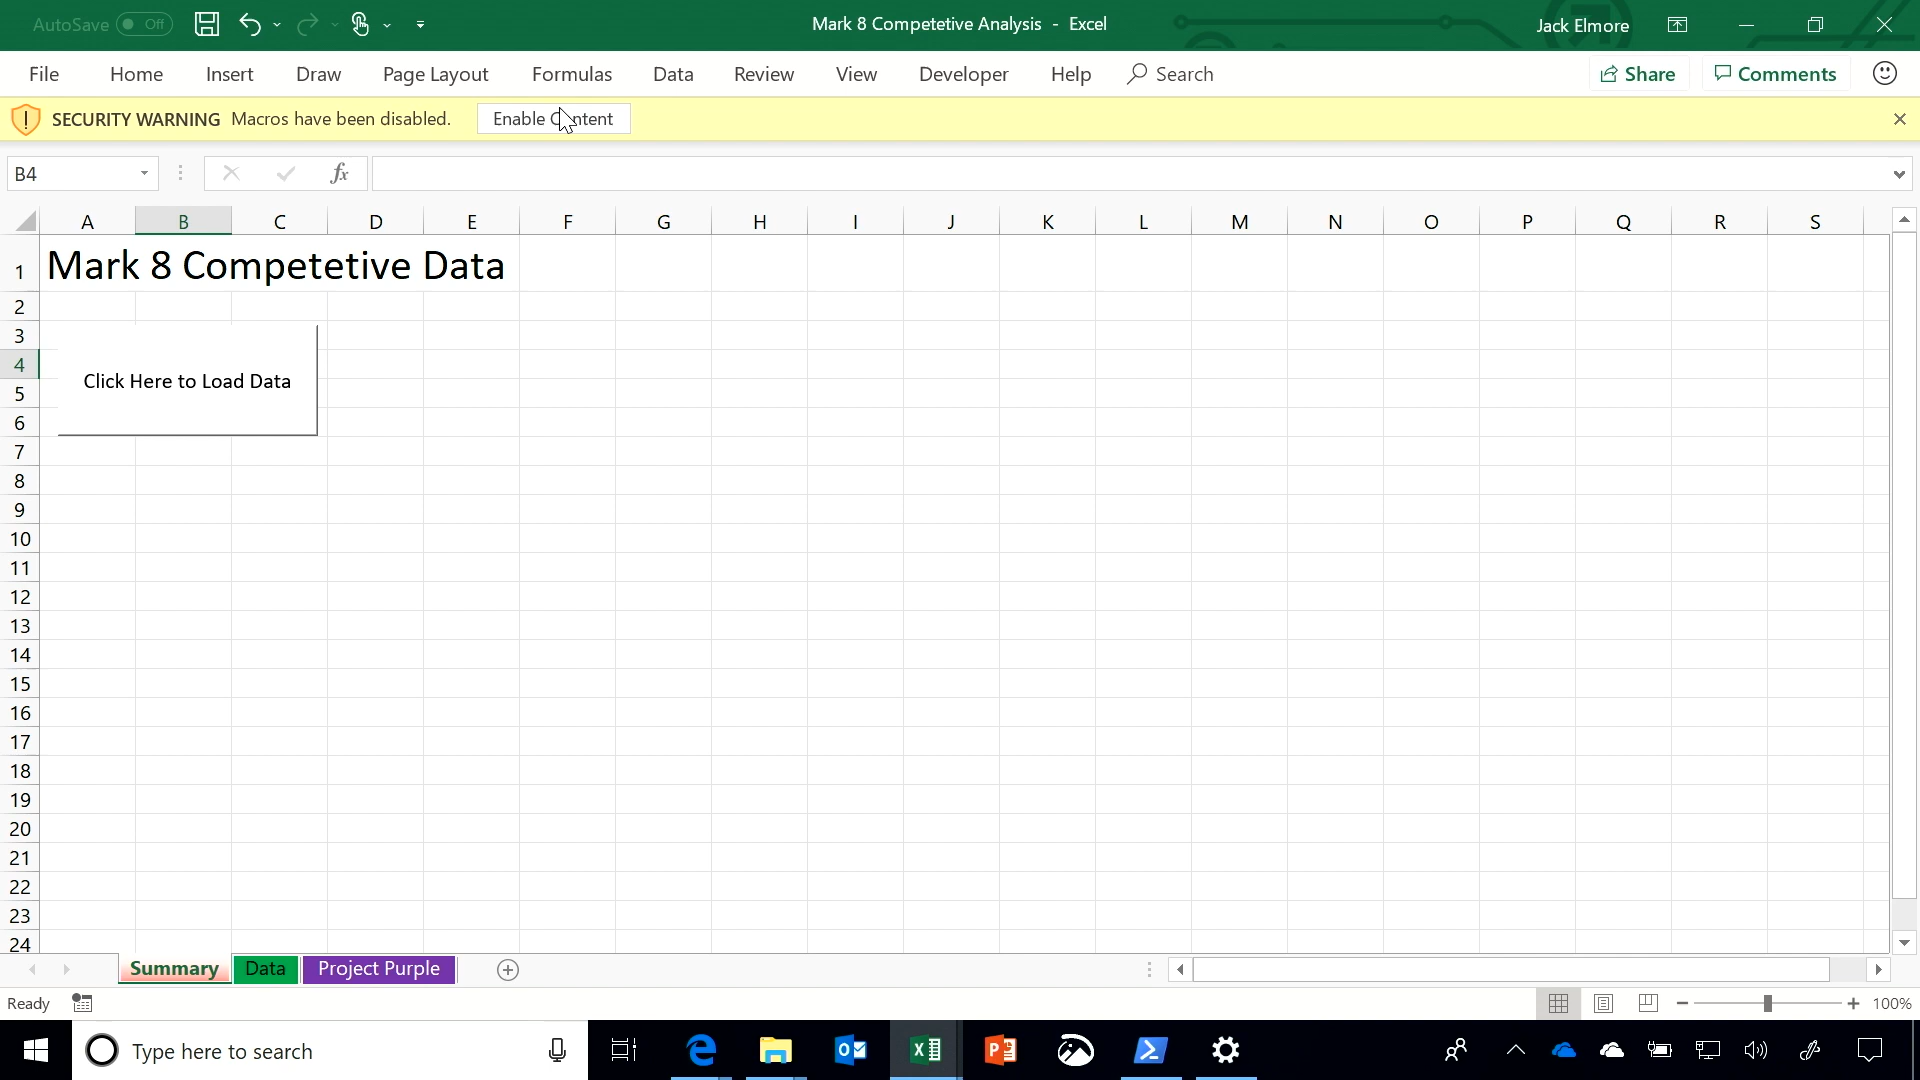 AutoSave Off
Mark 8 Competetive Analysis - Excel
Jack Elmore
File Home Insert Draw Page Layout Formulas Data Review View Developer Help Search
Share Comments
SECURITY WARNING Macros have been disabled. Enable Content
B4 fx
A B C D E F G H I J K L M N O P Q R S
1 Mark 8 Competetive Data
2
3
4
Click Here to Load Data
5
6
7
8
9
10
11
12
13
14
15
16
17
18
19
20
21
22
23
24
Summary Data Project Purple
Ready
100%
Type here to search